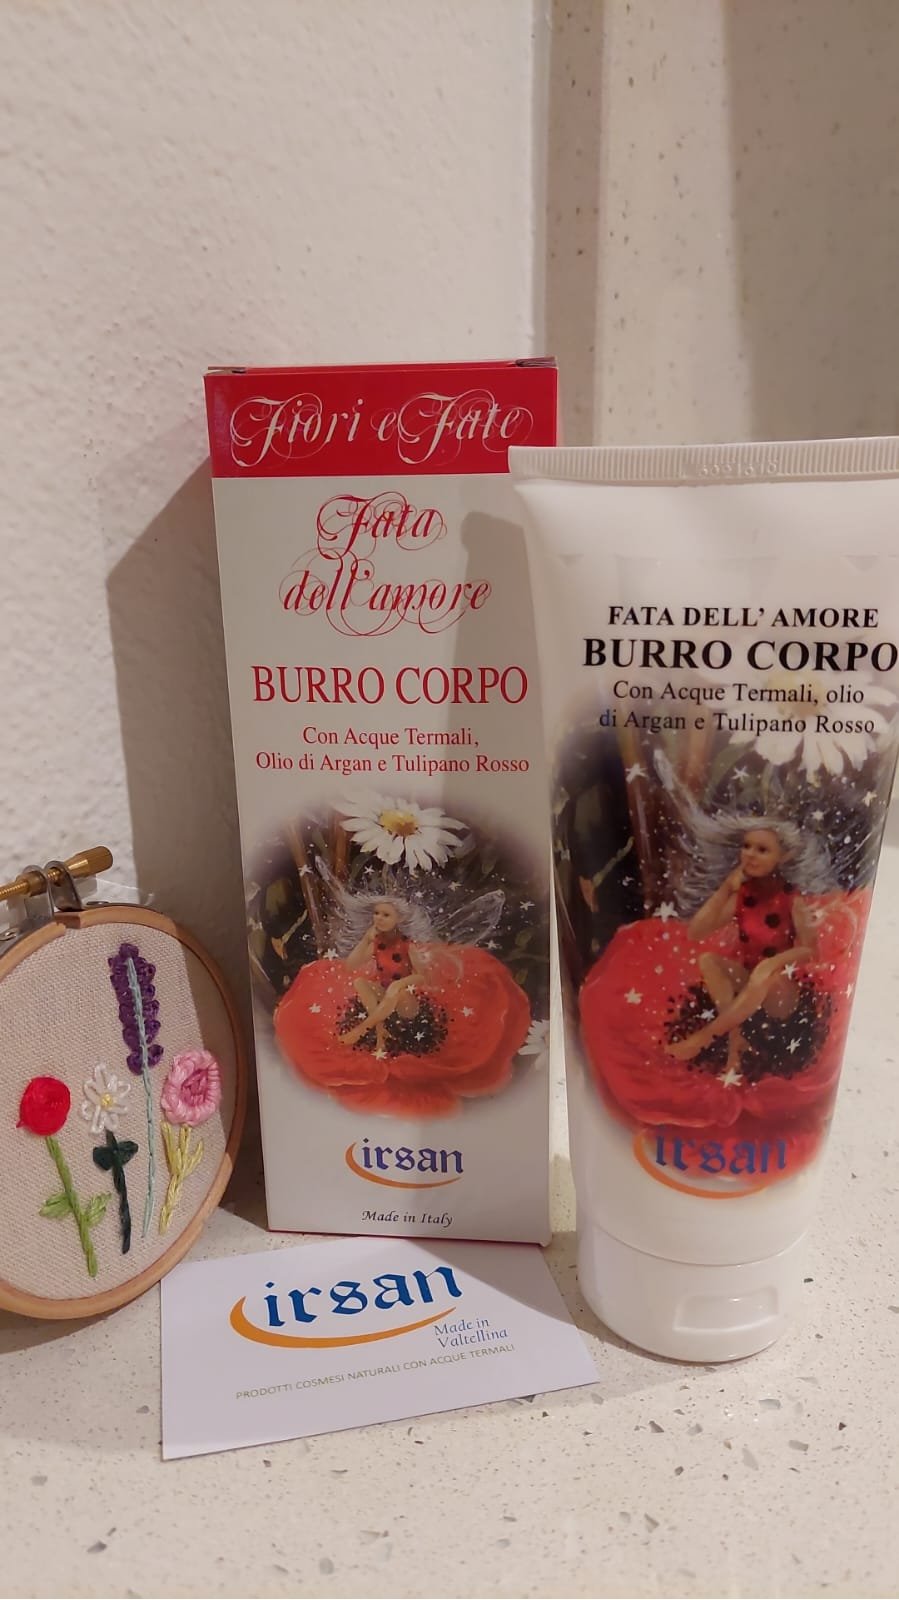 Fiori e Fate
Fata
dell'amore
BURRO CORPO
Con Acque Termali,
Olio di Argan e Tulipano Rosso
irsan
Made in Italy
FATA DELL' AMORE
BURRO CORPO
Con Acque Termali, olio
di Argan e Tulipano Rosso
irsan
irsan
Made in
Valtellina
PRODOTTI COSMESI NATURALI CON ACQUE TERMALI